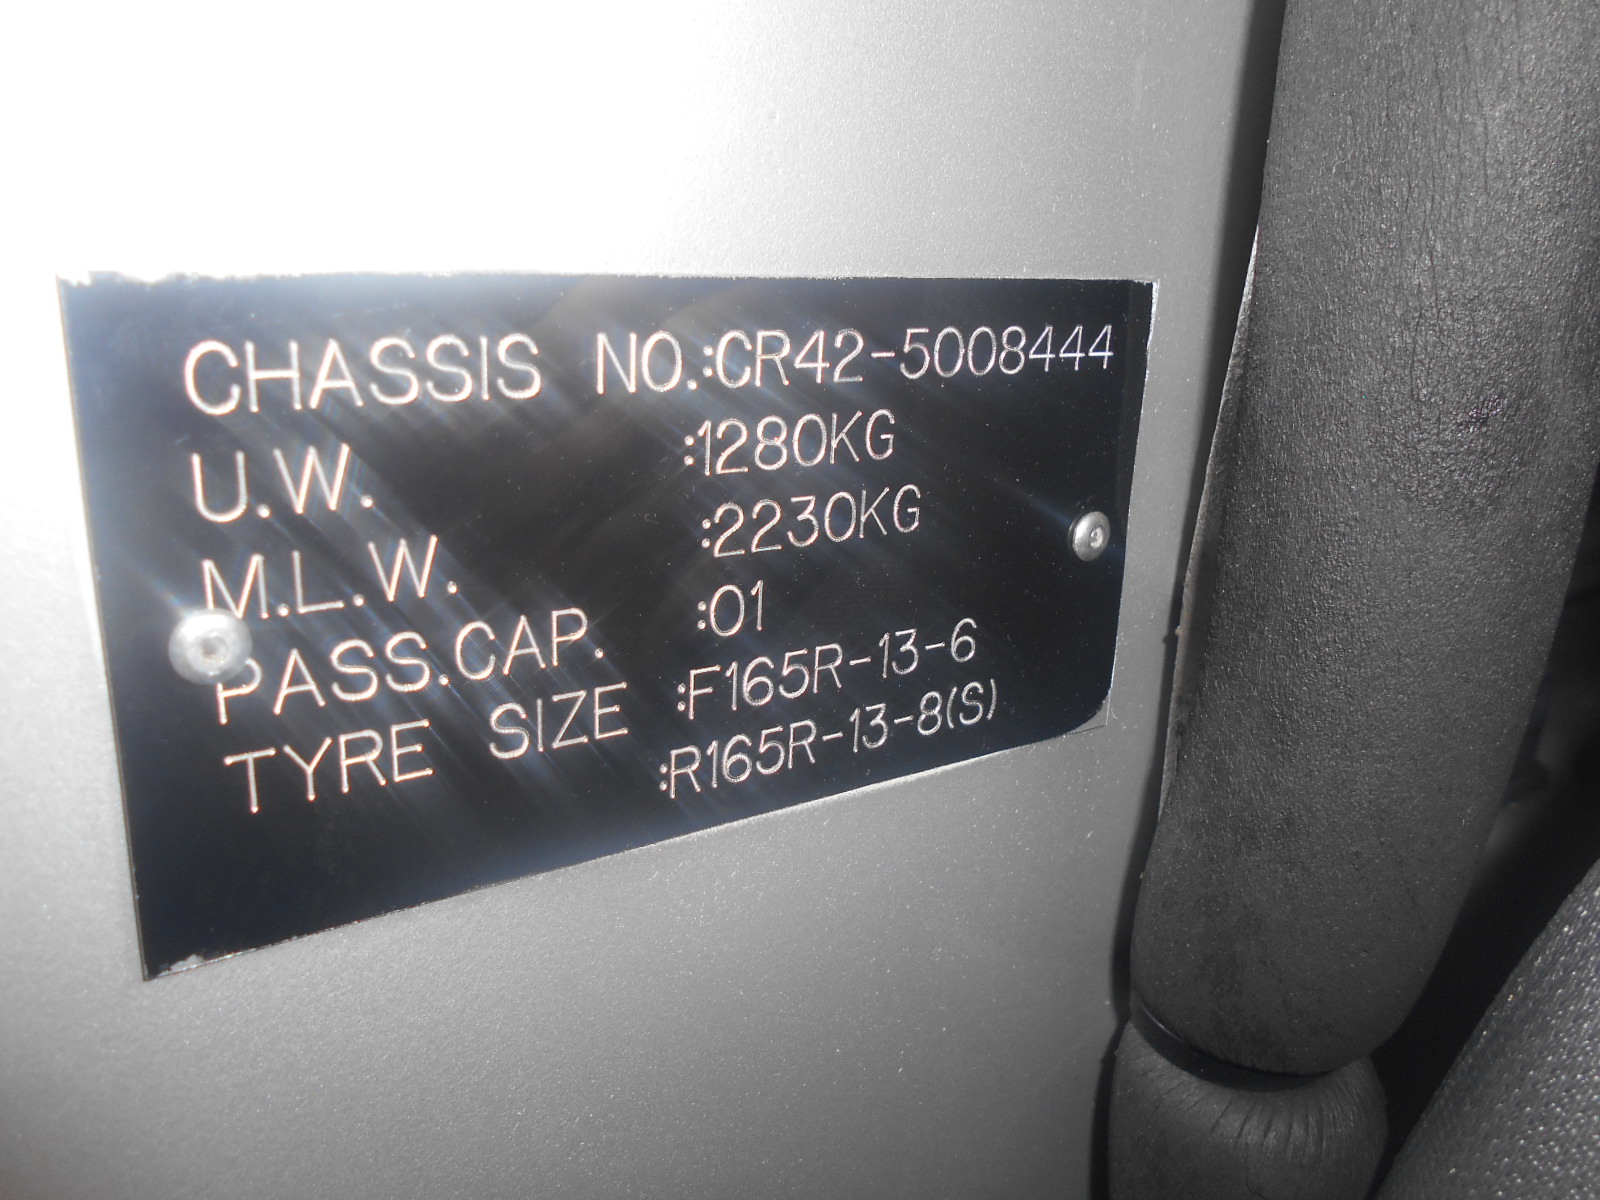 CHASSIS NO.:CR42-5008444
U.W. :1280KG
M.L.W. :2230KG
PASS.CAP. :01
TYRE SIZE :F165R-13-6
:R165R-13-8(S)